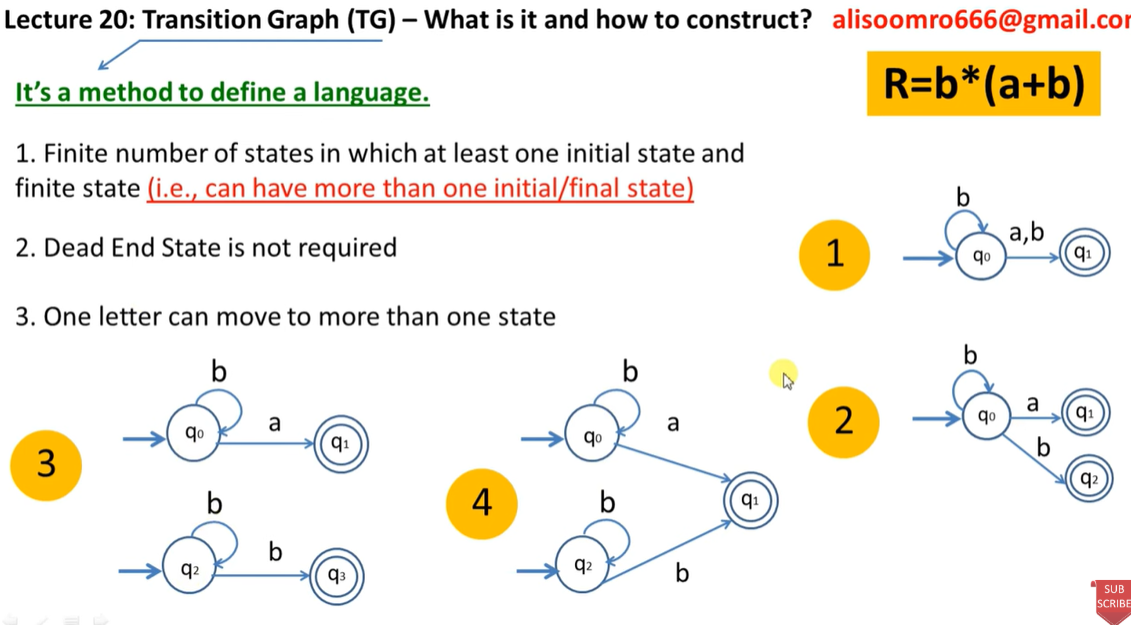 Lecture 20: Transition Graph (TG) – What is it and how to construct? alisoomro666@gmail.cor
It's a method to define a language.
R=b*(a+b)
1. Finite number of states in which at least one initial state and
finite state (i.e., can have more than one initial/final state)
2. Dead End State is not required
3. One letter can move to more than one state
1
b
a,b
q0
q1
2
b
a
q0
q1
b
q2
3
b
a
q0
q1
b
b
q2
q3
4
b
a
q0
q1
b
q2
b
SUB
SCRIBE